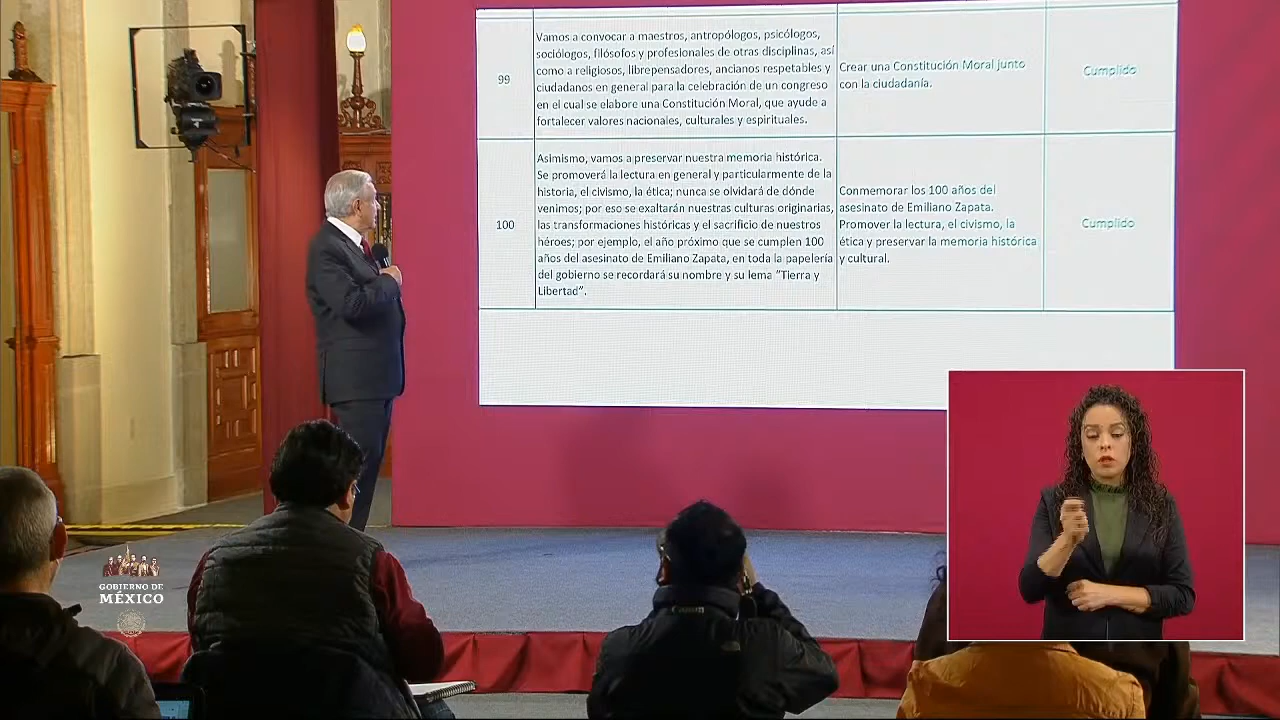 99
Vamos a convocar a maestros, antropólogos, psicólogos,
sociólogos, filósofos y profesionales de otras disciplinas, así
como a religiosos, librepensadores, ancianos respetables y
ciudadanos en general para la celebración de un congreso
en el cual se elabore una Constitución Moral, que ayude a
fortalecer valores nacionales, culturales y espirituales.
Crear una Constitución Moral junto
con la ciudadanía.
Cumplido
100
Asimismo, vamos a preservar nuestra memoria histórica.
Se promoverá la lectura en general y particularmente de la
historia, el civismo, la ética; nunca se olvidará de dónde
venimos; por eso se exaltarán nuestras culturas originarias,
las transformaciones históricas y el sacrificio de nuestros
héroes; por ejemplo, el año próximo que se cumplen 100
años del asesinato de Emiliano Zapata, en toda la papelería
del gobierno se recordará su nombre y su lema "Tierra y
Libertad".
Conmemorar los 100 años del
asesinato de Emiliano Zapata.
Promover la lectura, el civismo, la
ética y preservar la memoria histórica
y cultural.
Cumplido
GOBIERNO DE
MÉXICO
Canon